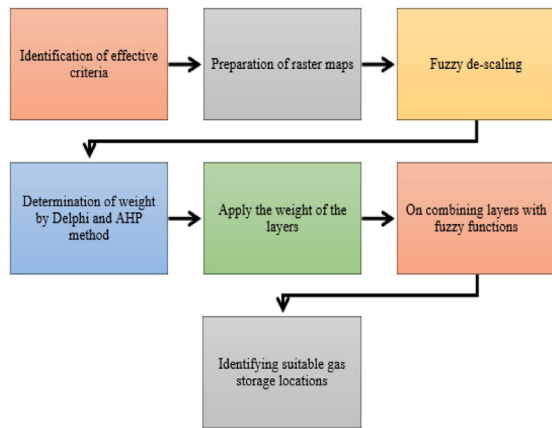 Identification of effective
criteria
Preparation of raster maps
Fuzzy de-scaling
Determination of weight
by Delphi and AHP
method
Apply the weight of the
layers
On combining layers with
fuzzy functions
Identifying suitable gas
storage locations